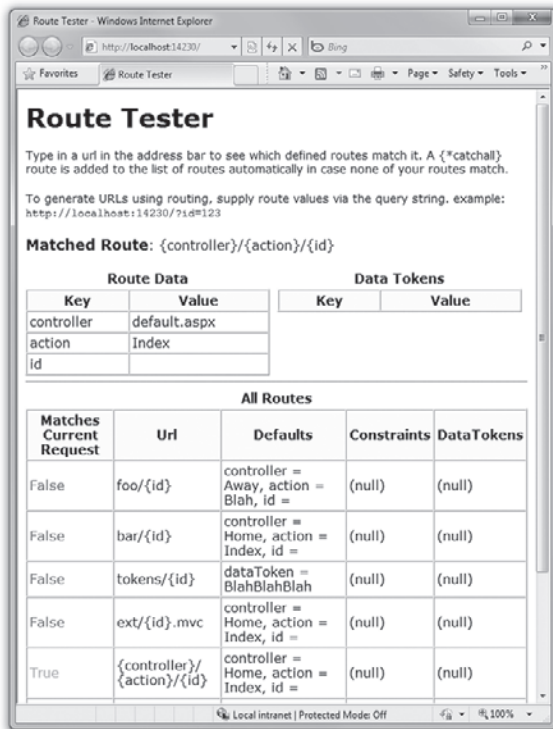 Route Tester - Windows Internet Explorer
http://localhost:14230/
Bing
Favorites
Route Tester
Page
Safety
Tools
Route Tester
Type in a url in the address bar to see which defined routes match it. A {*catchall}
route is added to the list of routes automatically in case none of your routes match.
To generate URLs using routing, supply route values via the query string. example:
http://localhost:14230/?id=123
Matched Route: {controller}/{action}/{id}
Route Data
Key Value
controller default.aspx
action Index
id
Data Tokens
Key Value
All Routes
Matches
Current
Request
Url
Defaults
Constraints
DataTokens
False
foo/{id}
controller =
Away, action =
Blah, id =
(null)
(null)
False
bar/{id}
controller =
Home, action =
Index, id =
(null)
(null)
False
tokens/{id}
dataToken =
BlahBlahBlah
(null)
(null)
False
ext/{id}.mvc
controller =
Home, action =
Index, id =
(null)
(null)
True
{controller}/
{action}/{id}
controller =
Home, action =
Index, id =
(null)
(null)
Local intranet | Protected Mode: Off
100%